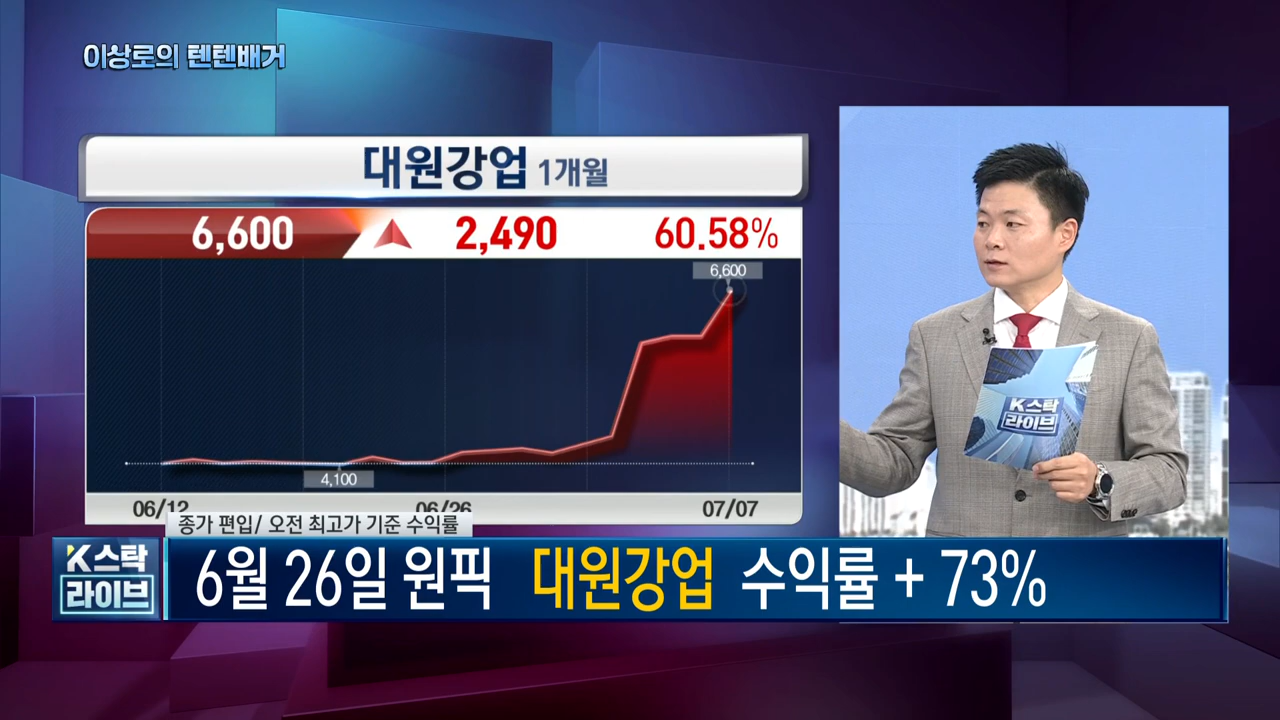 이상로의 텐텐배거
대원강업 1개월
6,600 2,490 60.58%
6,600
4,100
06/12 06/26 07/07
종가 편입/ 오전 최고가 기준 수익률
K스탁
라이브
6월 26일 원픽 대원강업 수익률 + 73%
K스탁
라이브